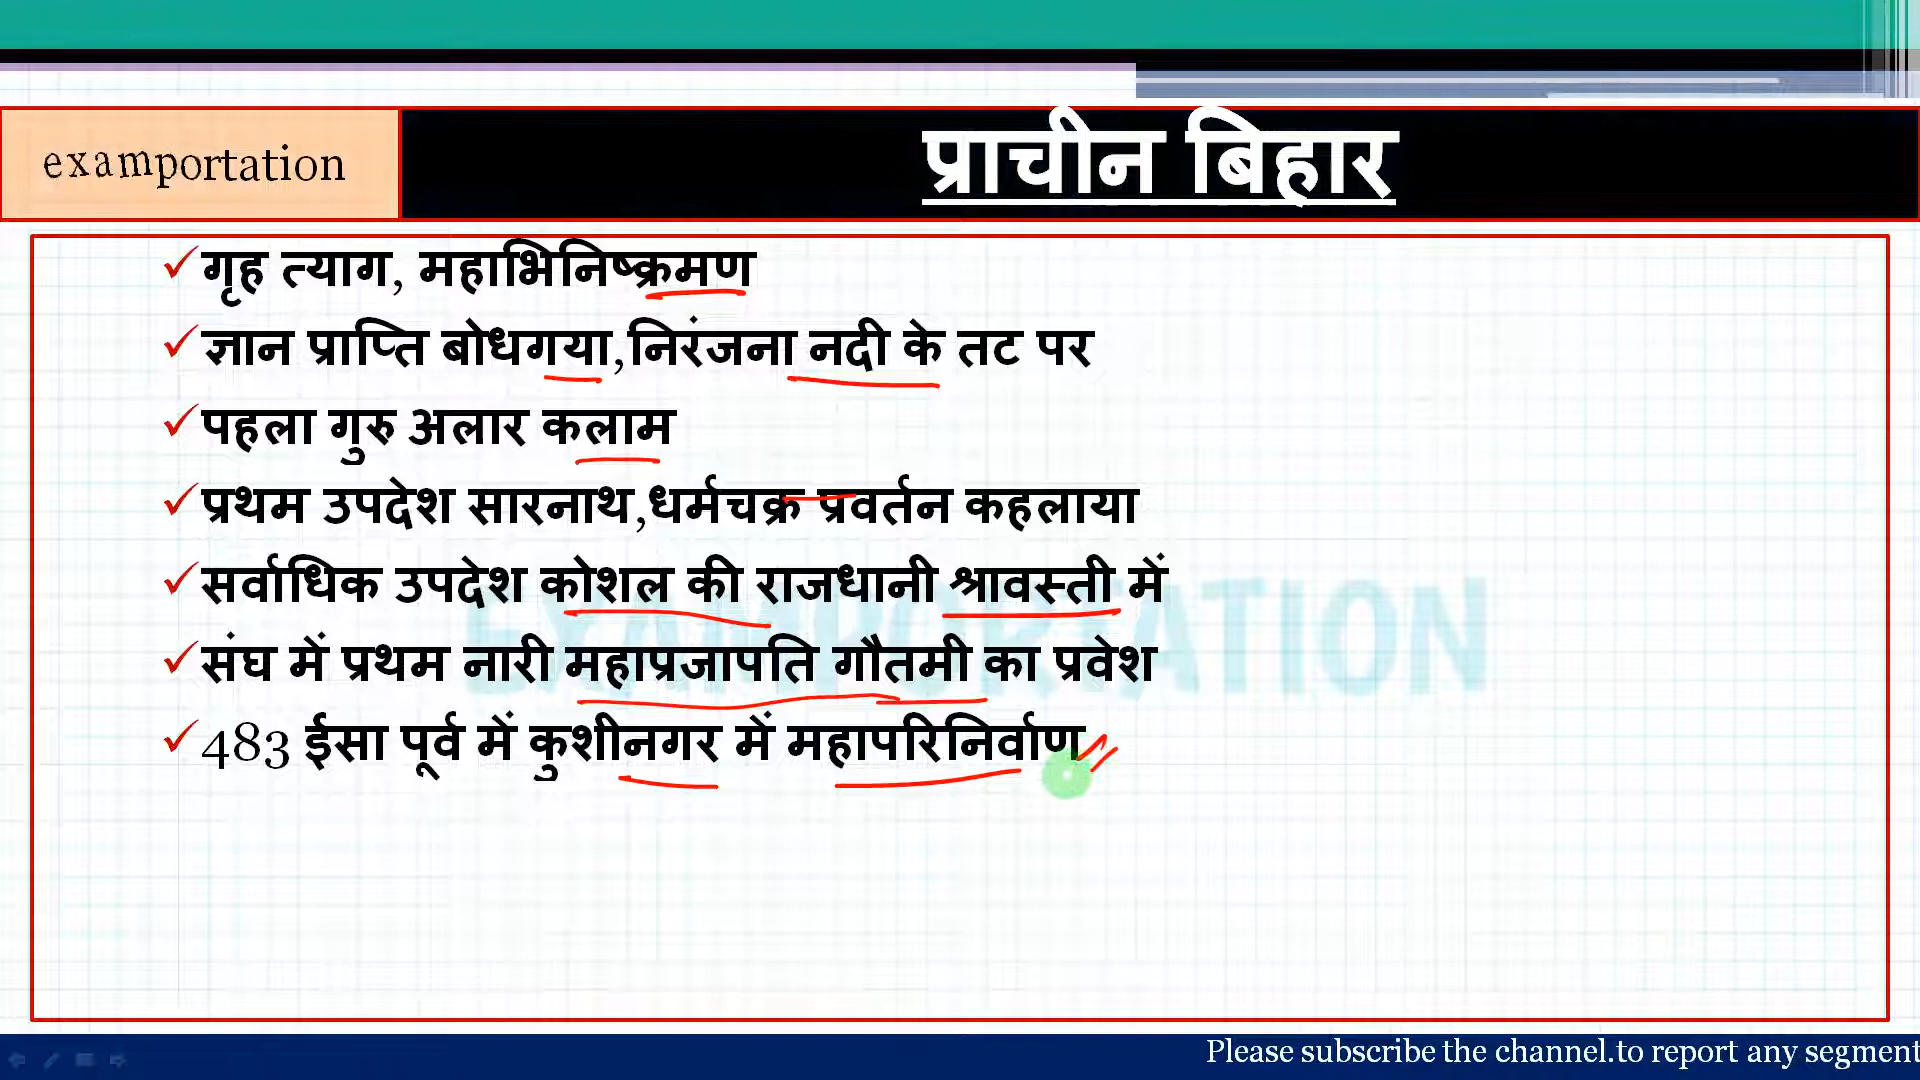 examportation
प्राचीन बिहार
गृह त्याग, महाभिनिष्क्रमण
ज्ञान प्राप्ति बोधगया,निरंजना नदी के तट पर
पहला गुरु अलार कलाम
प्रथम उपदेश सारनाथ,धर्मचक्र प्रवर्तन कहलाया
सर्वाधिक उपदेश कोशल की राजधानी श्रावस्ती में
संघ में प्रथम नारी महाप्रजापति गौतमी का प्रवेश
483 ईसा पूर्व में कुशीनगर में महापरिनिर्वाण
EXAMPORTATION
Please subscribe the channel.to report any segment